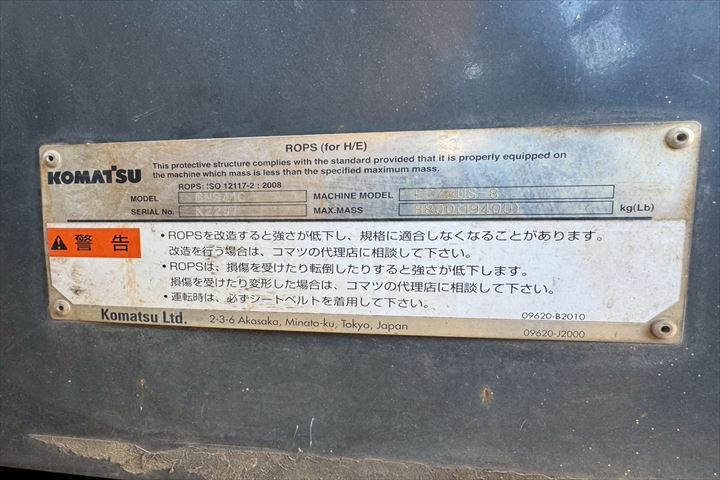 ROPS (for H/E)
KOMATSU
This protective structure complies with the standard provided that it is properly equipped on
the machine which mass is less than the specified maximum mass.
ROPS: ISO 12117-2 : 2008
MODEL
MACHINE MODEL
SERIAL No.
MAX.MASS
8800(19400)
kg(Lb)
警告
• ROPSを改造すると強さが低下し、規格に適合しなくなることがあります。
改造を行う場合は、コマツの代理店に相談して下さい。
• ROPSは、損傷を受けたり転倒したりすると強さが低下します。
損傷を受けたり変形した場合は、コマツの代理店に相談して下さい。
• 運転時は、必ずシートベルトを着用して下さい。
09620-B2010
Komatsu Ltd.
2-3-6 Akasaka, Minato-ku, Tokyo, Japan
09620-J2000